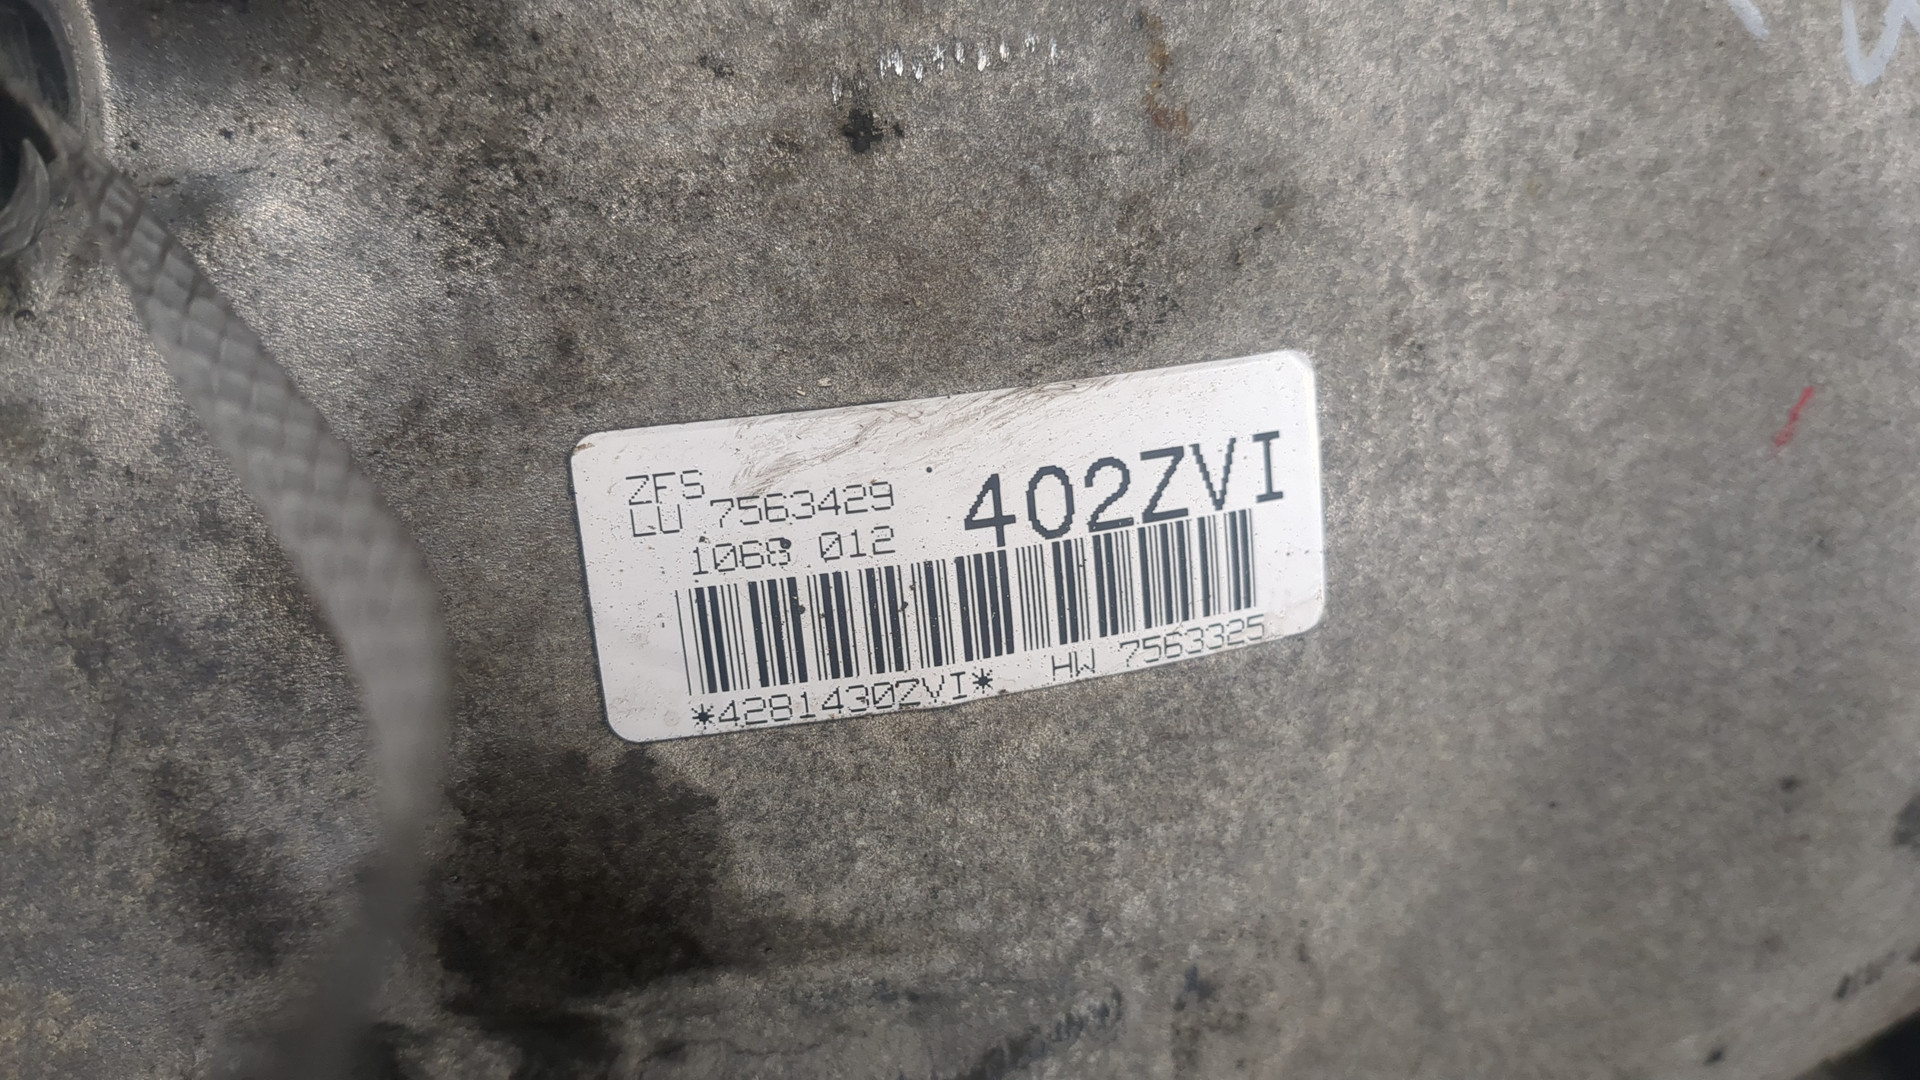 ZFS
LU 7563429
402ZVI
1068 012
*4281430ZVI*
HW 7563325